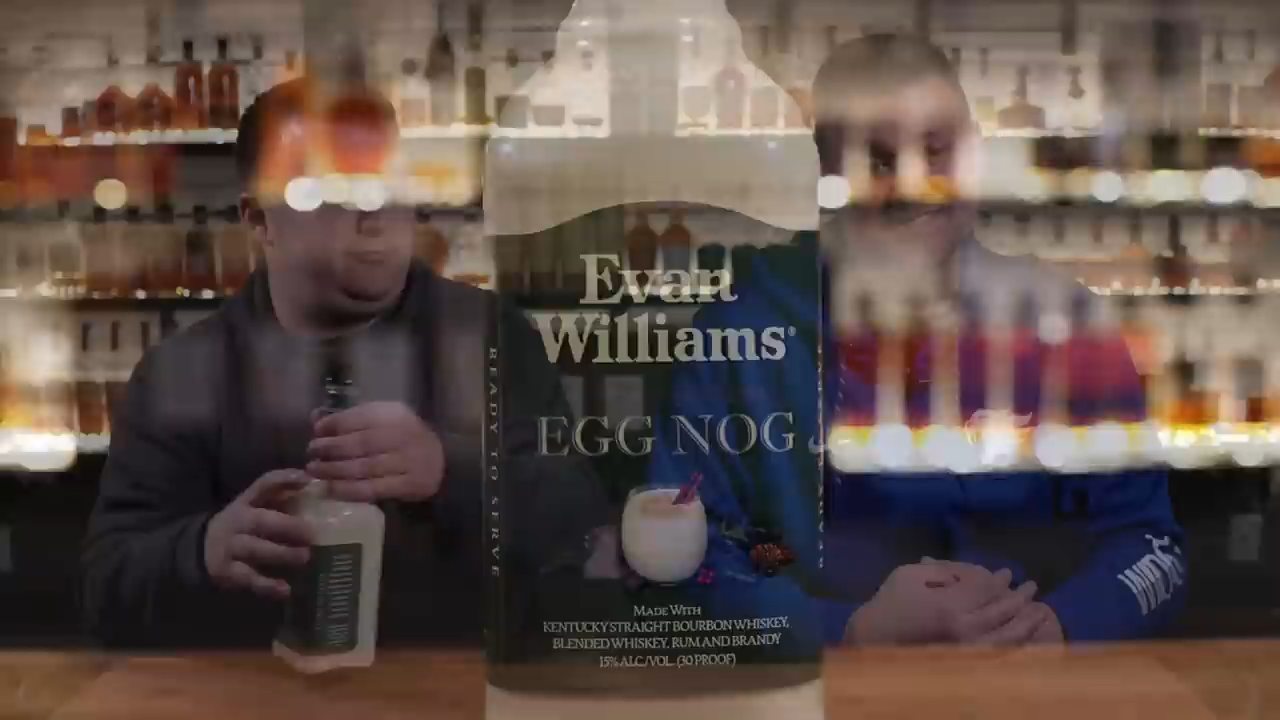 Evan
Williams
EGG NOG
READY TO SERVE
MADE WITH
KENTUCKY STRAIGHT BOURBON WHISKEY,
BLENDED WHISKEY, RUM AND BRANDY
15% ALC./VOL. (30 PROOF)